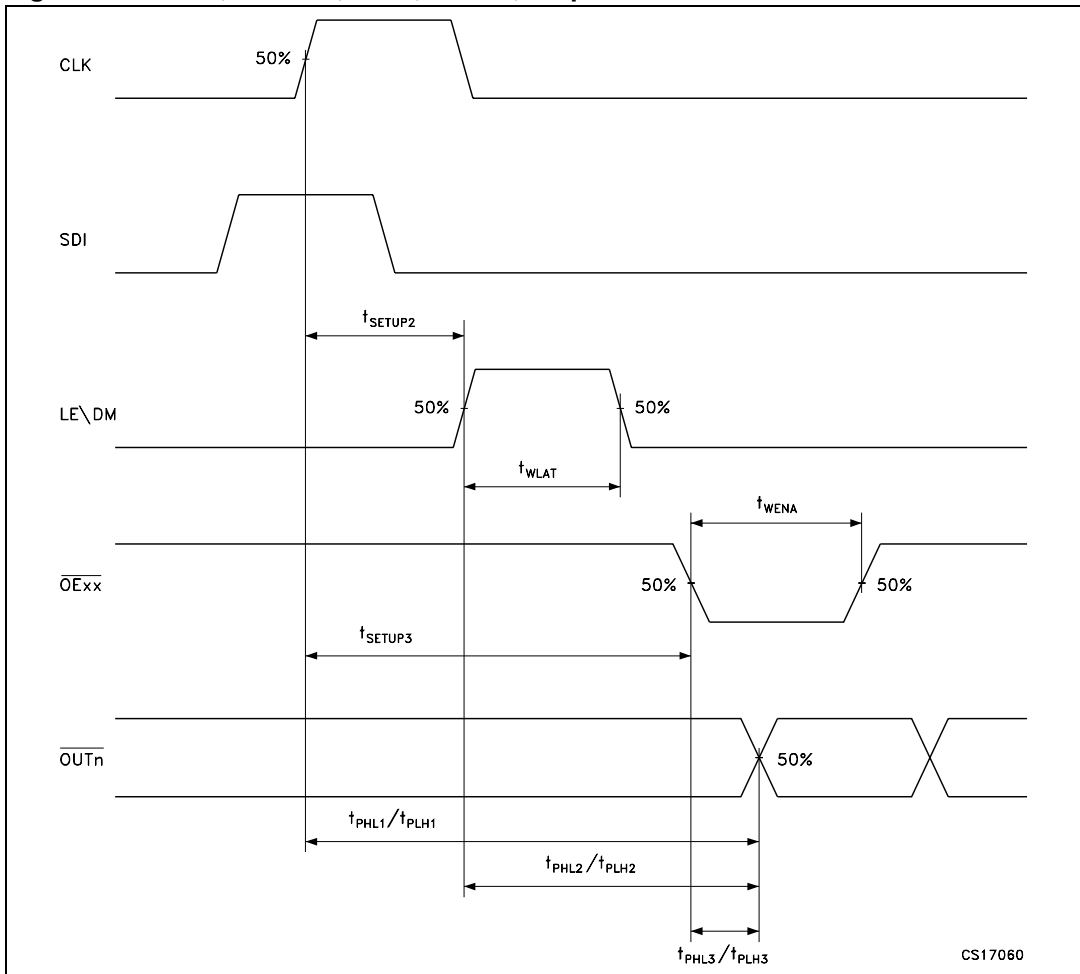 CLK
50%
SDI
tSETUP2
LE\DM
50%
50%
tWLAT
tWENA
OExx
50%
50%
tSETUP3
OUTn
50%
tPHL1/tPLH1
tPHL2/tPLH2
tPHL3/tPLH3
CS17060